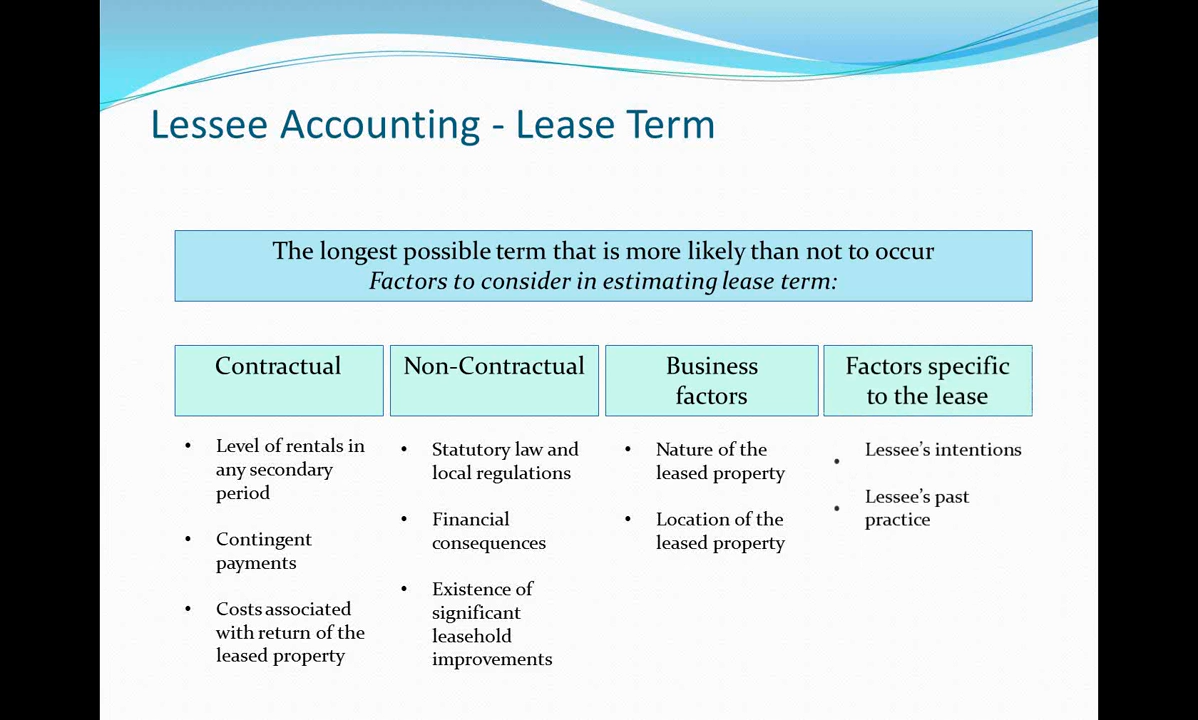 Lessee Accounting - Lease Term
The longest possible term that is more likely than not to occur
Factors to consider in estimating lease term:
Contractual
• Level of rentals in
any secondary
period
• Contingent
payments
• Costs associated
with return of the
leased property
Non-Contractual
• Statutory law and
local regulations
• Financial
consequences
• Existence of
significant
leasehold
improvements
Business
factors
• Nature of the
leased property
• Location of the
leased property
Factors specific
to the lease
• Lessee's intentions
• Lessee's past
practice